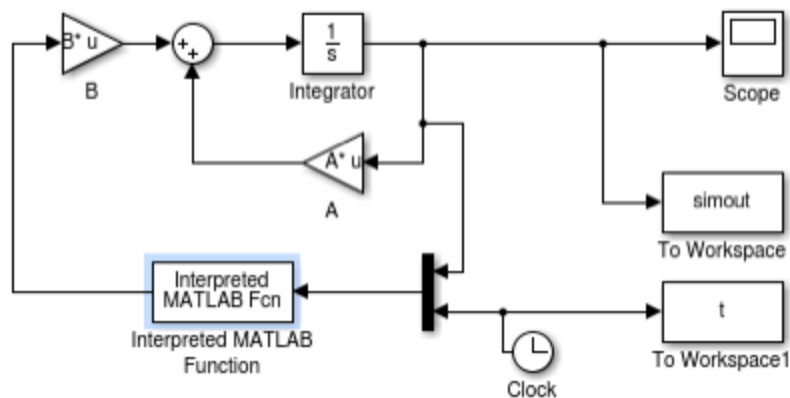 B* u
B
++
1
s
Integrator
Scope
A* u
A
simout
To Workspace
Interpreted
MATLAB Fcn
Interpreted MATLAB
Function
t
To Workspace1
Clock